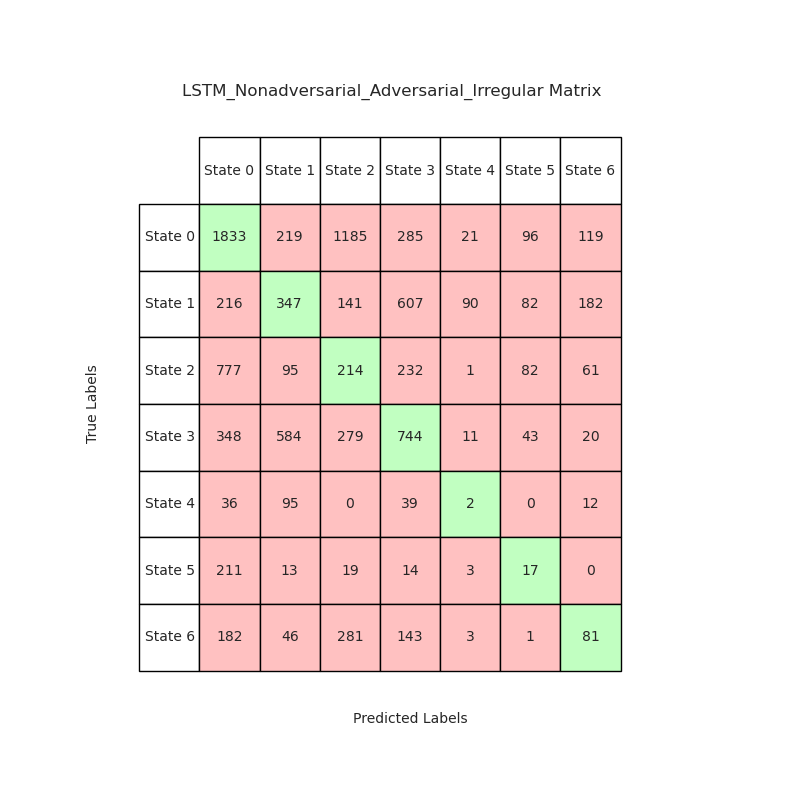 LSTM_Nonadversarial_Adversarial_Irregular Matrix
State 0 State 1 State 2 State 3 State 4 State 5 State 6
State 0 1833 219 1185 285 21 96 119
State 1 216 347 141 607 90 82 182
State 2 777 95 214 232 1 82 61
State 3 348 584 279 744 11 43 20
State 4 36 95 0 39 2 0 12
State 5 211 13 19 14 3 17 0
State 6 182 46 281 143 3 1 81
True Labels
Predicted Labels